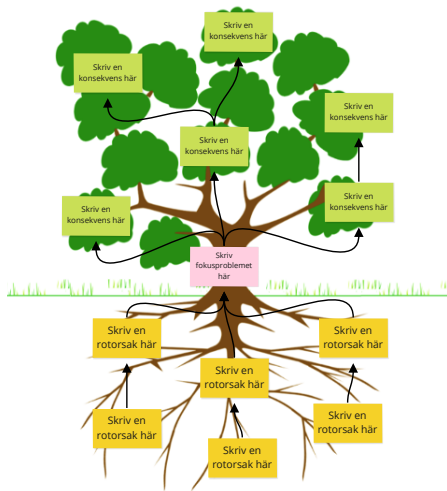 Skriv en
konsekvens här
Skriv en
konsekvens här
Skriv en
konsekvens här
Skriv en
konsekvens här
Skriv en
konsekvens här
Skriv en
konsekvens här
Skriv
fokusproblemet
här
Skriv en
rotorsak här
Skriv en
rotorsak här
Skriv en
rotorsak här
Skriv en
rotorsak här
Skriv en
rotorsak här
Skriv en
rotorsak här